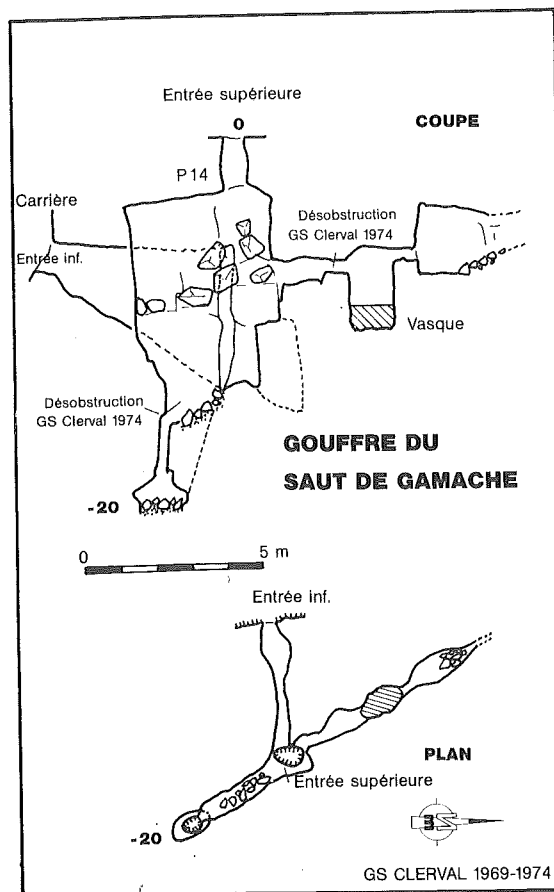 Entrée supérieure
0
COUPE
P14
Carrière
Désobstruction
GS Clerval 1974
Entrée inf.
Vasque
Désobstruction
GS Clerval 1974
GOUFFRE DU
SAUT DE GAMACHE
-20
0
5 m
Entrée inf.
PLAN
Entrée supérieure
-20
GS CLERVAL 1969-1974